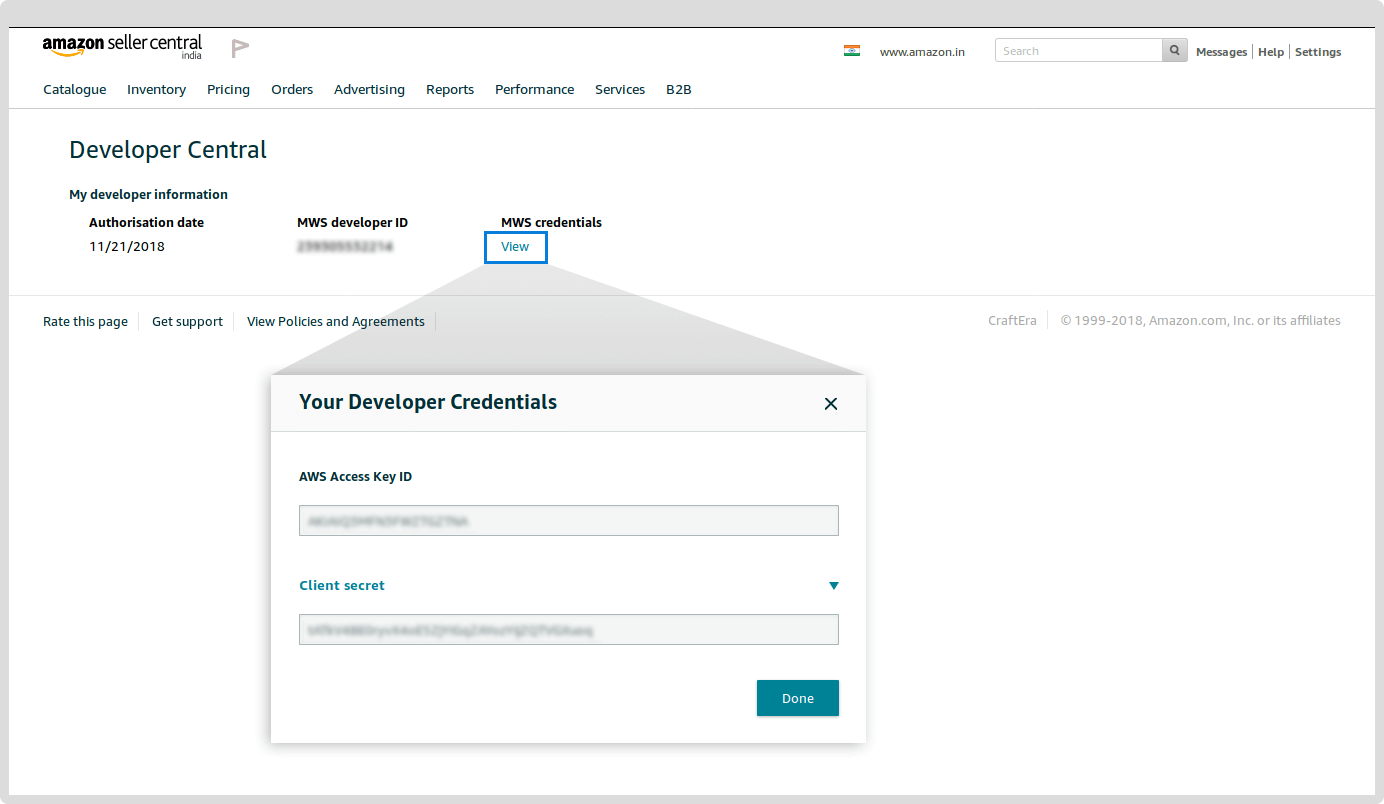 amazon seller central
india
www.amazon.in
Search
Messages
Help
Settings
Catalogue Inventory Pricing Orders Advertising Reports Performance Services B2B
Developer Central
My developer information
Authorisation date MWS developer ID MWS credentials
11/21/2018 View
Rate this page Get support View Policies and Agreements CraftEra © 1999-2018, Amazon.com, Inc. or its affiliates
Your Developer Credentials
AWS Access Key ID
Client secret
Done